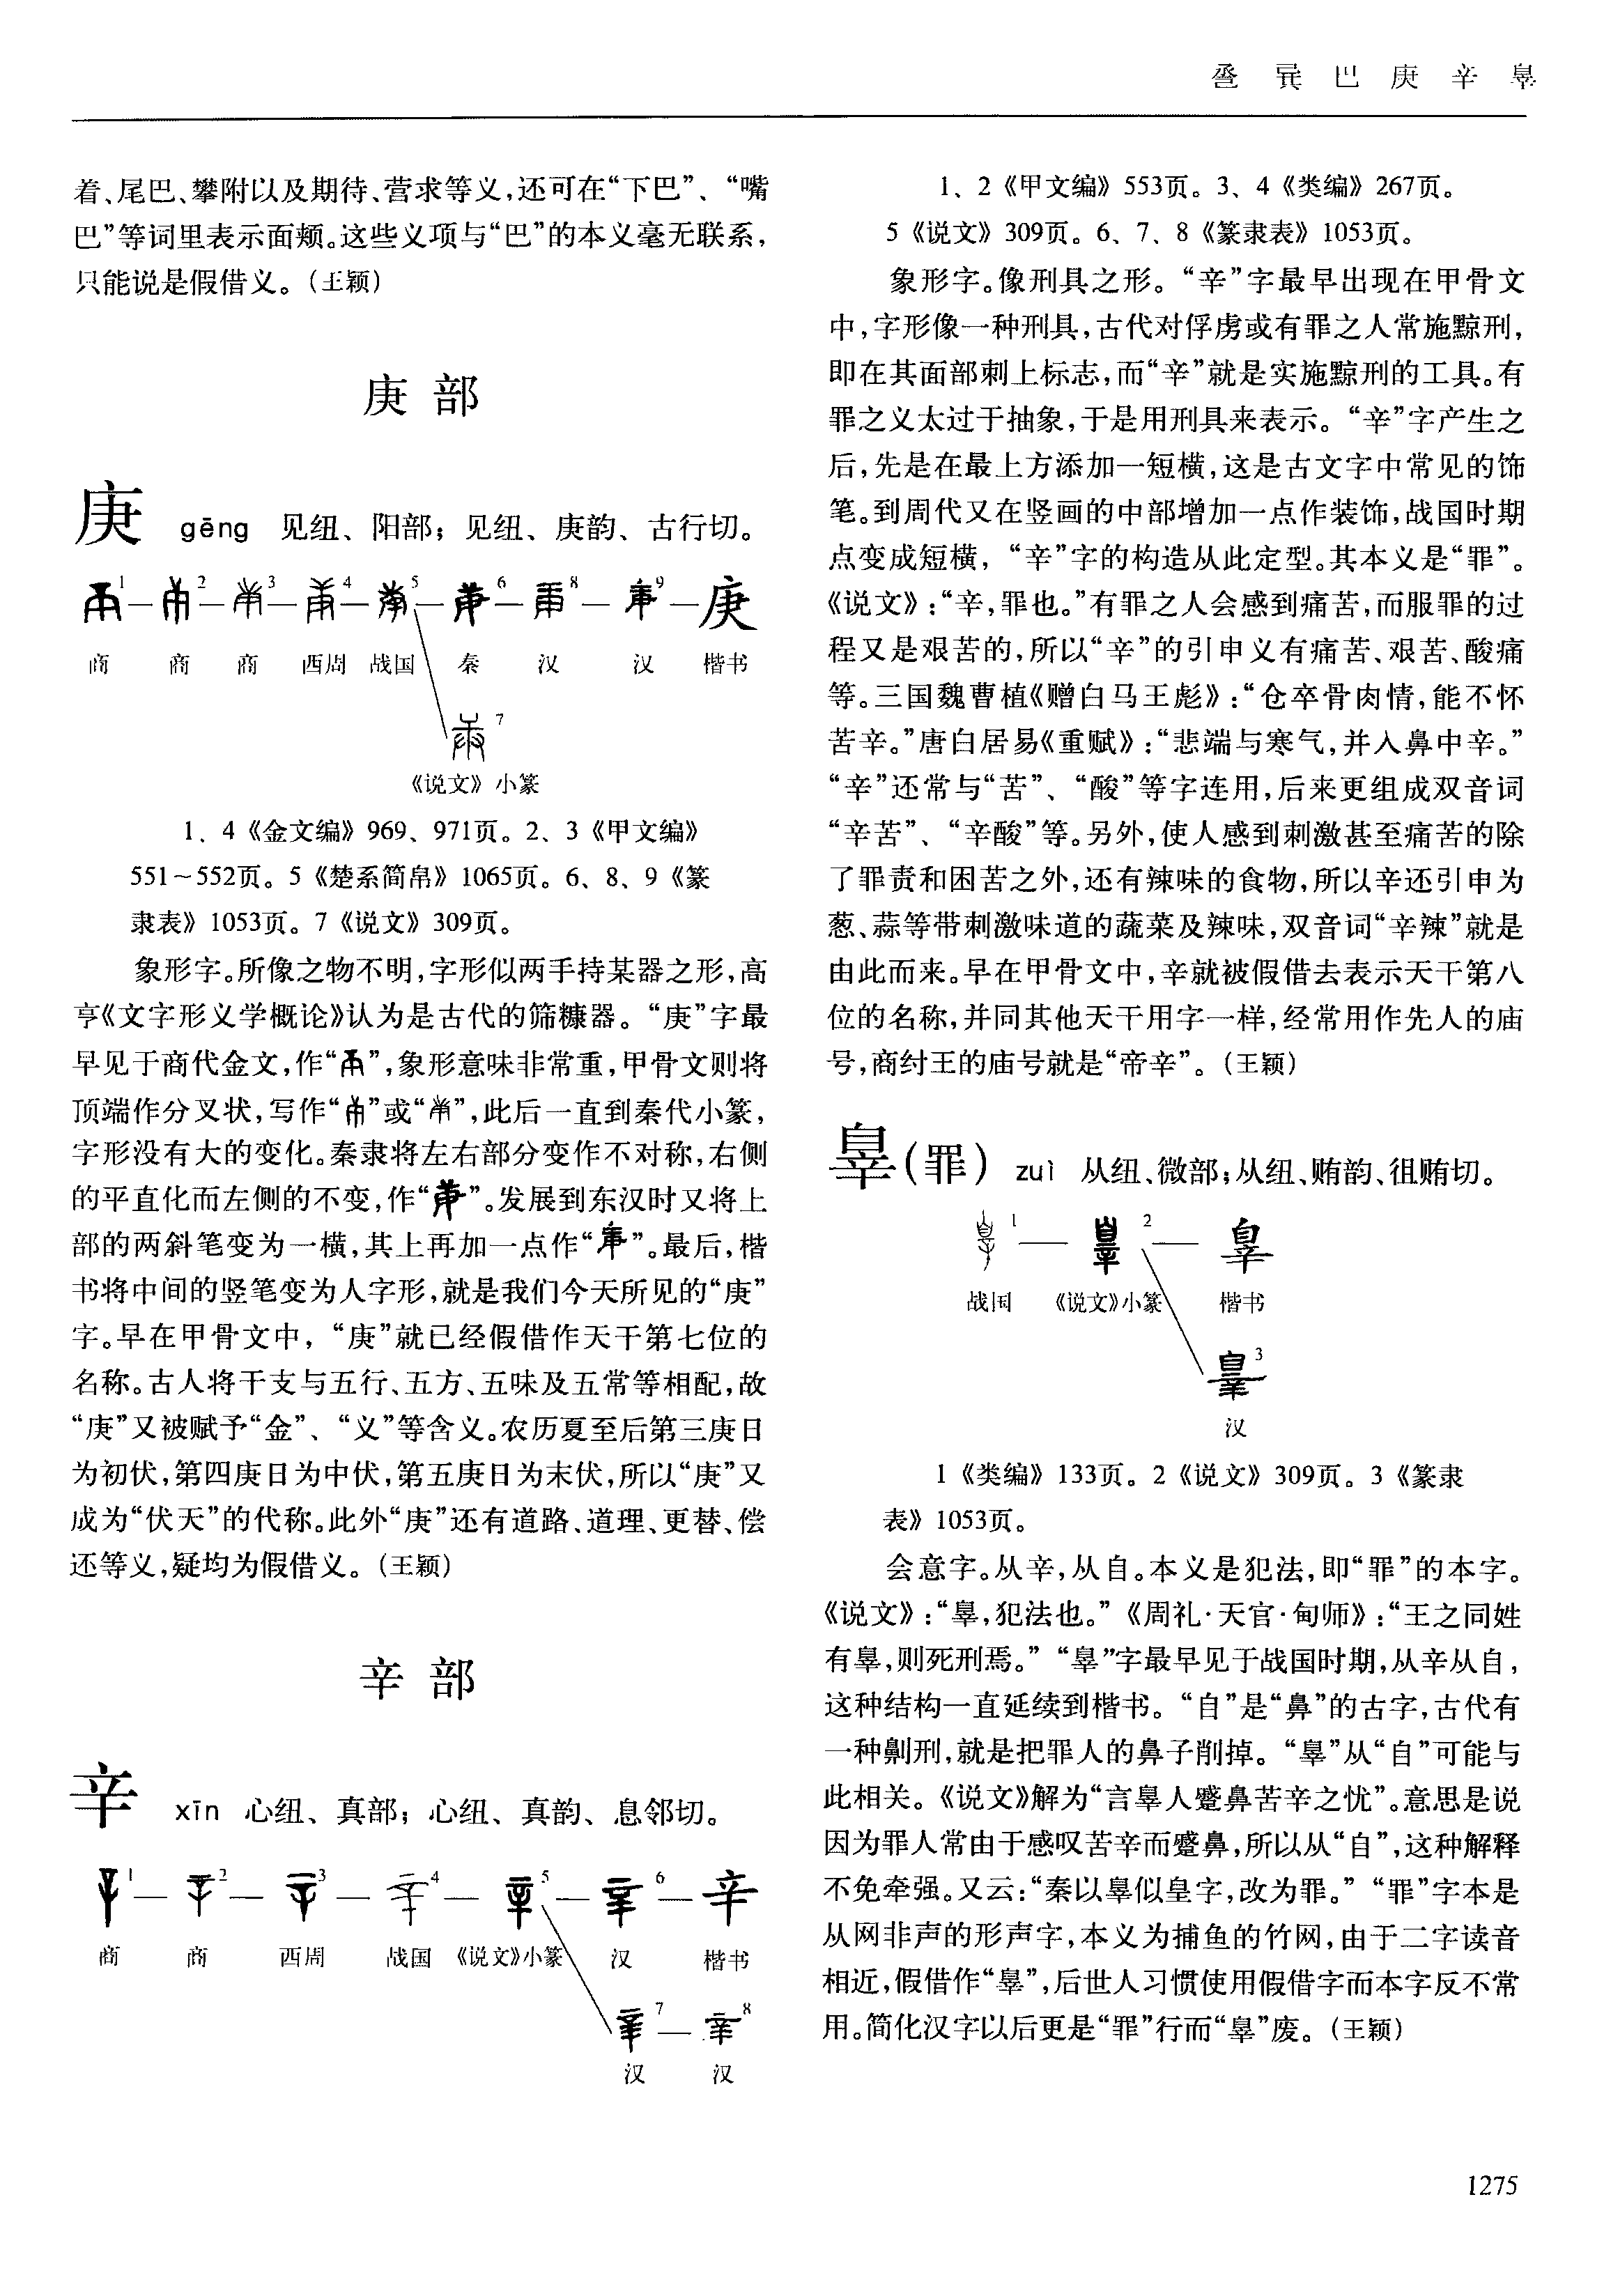 巹 㠱 巴 庚 辛 辠
着、尾巴、攀附以及期待、营求等义,还可在“下巴”、“嘴
巴”等词里表示面颊。这些义项与“巴”的本义毫无联系,
只能说是假借义。(王颖)
庚 部
庚 gēng 见纽、阳部；见纽、庚韵、古行切。
1 2 3 4 5 6 8 9 庚
商 商 商 西周 战国 秦 汉 汉 楷书
7
《说文》小篆
1、4《金文编》969、971页。2、3《甲文编》
551~552页。5《楚系简帛》1065页。6、8、9《篆
隶表》1053页。7《说文》309页。
象形字。所像之物不明,字形似两手持某器之形,高
亨《文字形义学概论》认为是古代的筛糠器。“庚”字最
早见于商代金文,作“”,象形意味非常重,甲骨文则将
顶端作分叉状,写作“”或“”,此后一直到秦代小篆,
字形没有大的变化。秦隶将左右部分变作不对称,右侧
的平直化而左侧的不变,作“”。发展到东汉时又将上
部的两斜笔变为一横,其上再加一点作“”。最后,楷
书将中间的竖笔变为人字形,就是我们今天所见的“庚”
字。早在甲骨文中,“庚”就已经假借作天干第七位的
名称。古人将干支与五行、五方、五味及五常等相配,故
“庚”又被赋予“金”、“义”等含义。农历夏至后第三庚日
为初伏,第四庚日为中伏,第五庚日为末伏,所以“庚”又
成为“伏天”的代称。此外“庚”还有道路、道理、更替、偿
还等义,疑均为假借义。(王颖)
辛 部
辛 xīn 心纽、真部；心纽、真韵、息邻切。
1 2 3 4 5 6 辛
商 商 西周 战国 《说文》小篆 汉 楷书
7 8
汉 汉
1、2《甲文编》553页。3、4《类编》267页。
5《说文》309页。6、7、8《篆隶表》1053页。
象形字。像刑具之形。“辛”字最早出现在甲骨文
中,字形像一种刑具,古代对俘虏或有罪之人常施黥刑,
即在其面部刺上标志,而“辛”就是实施黥刑的工具。有
罪之义太过于抽象,于是用刑具来表示。“辛”字产生之
后,先是在最上方添加一短横,这是古文字中常见的饰
笔。到周代又在竖画的中部增加一点作装饰,战国时期
点变成短横,“辛”字的构造从此定型。其本义是“罪”。
《说文》:“辛,罪也。”有罪之人会感到痛苦,而服罪的过
程又是艰苦的,所以“辛”的引申义有痛苦、艰苦、酸痛
等。三国魏曹植《赠白马王彪》:“仓卒骨肉情,能不怀
苦辛。”唐白居易《重赋》:“悲端与寒气,并入鼻中辛。”
“辛”还常与“苦”、“酸”等字连用,后来更组成双音词
“辛苦”、“辛酸”等。另外,使人感到刺激甚至痛苦的除
了罪责和困苦之外,还有辣味的食物,所以辛还引申为
葱、蒜等带刺激味道的蔬菜及辣味,双音词“辛辣”就是
由此而来。早在甲骨文中,辛就被假借去表示天干第八
位的名称,并同其他天干用字一样,经常用作先人的庙
号,商纣王的庙号就是“帝辛”。(王颖)
辠(罪) zuì 从纽、微部;从纽、贿韵、徂贿切。
1 2 辠
战国 《说文》小篆 楷书
3
汉
1《类编》133页。2《说文》309页。3《篆隶
表》1053页。
会意字。从辛,从自。本义是犯法,即“罪”的本字。
《说文》:“辠,犯法也。”《周礼·天官·甸师》:“王之同姓
有辠,则死刑焉。”“辠”字最早见于战国时期,从辛从自,
这种结构一直延续到楷书。“自”是“鼻”的古字,古代有
一种劓刑,就是把罪人的鼻子削掉。“辠”从“自”可能与
此相关。《说文》解为“言辠人蹙鼻苦辛之忧”。意思是说
因为罪人常由于感叹苦辛而蹙鼻,所以从“自”,这种解释
不免牵强。又云:“秦以辠似皇字,改为罪。”“罪”字本是
从网非声的形声字,本义为捕鱼的竹网,由于二字读音
相近,假借作“辠”,后世人习惯使用假借字而本字反不常
用。简化汉字以后更是“罪”行而“辠”废。(王颖)
1275